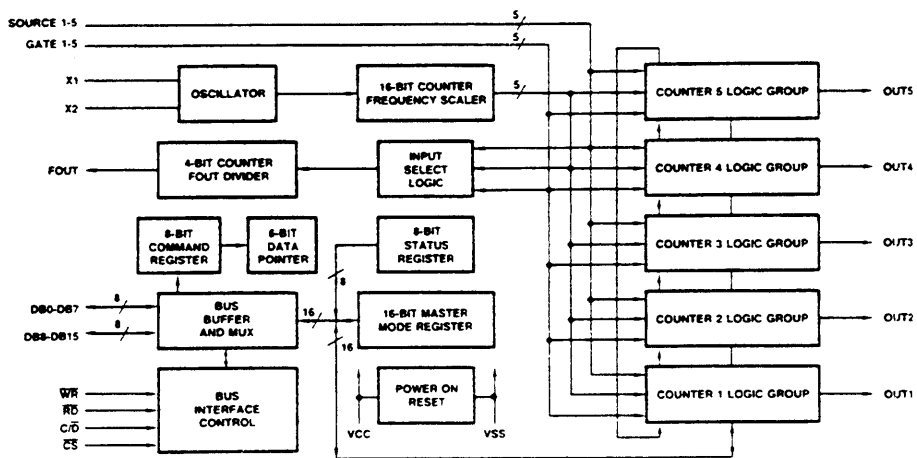 SOURCE 1-5
5
GATE 1-5
5
X1
X2
OSCILLATOR
16-BIT COUNTER
FREQUENCY SCALER
5
COUNTER 5 LOGIC GROUP
OUT5
FOUT
4-BIT COUNTER
FOUT DIVIDER
INPUT
SELECT
LOGIC
COUNTER 4 LOGIC GROUP
OUT4
8-BIT
COMMAND
REGISTER
6-BIT
DATA
POINTER
8-BIT
STATUS
REGISTER
COUNTER 3 LOGIC GROUP
OUT3
8
DB0-DB7
8
DB8-DB15
8
BUS
BUFFER
AND MUX
16
16-BIT MASTER
MODE REGISTER
16
COUNTER 2 LOGIC GROUP
OUT2
W̅R̅
R̅D̅
C/D̅
C̅S̅
BUS
INTERFACE
CONTROL
POWER ON
RESET
VCC
VSS
COUNTER 1 LOGIC GROUP
OUT1